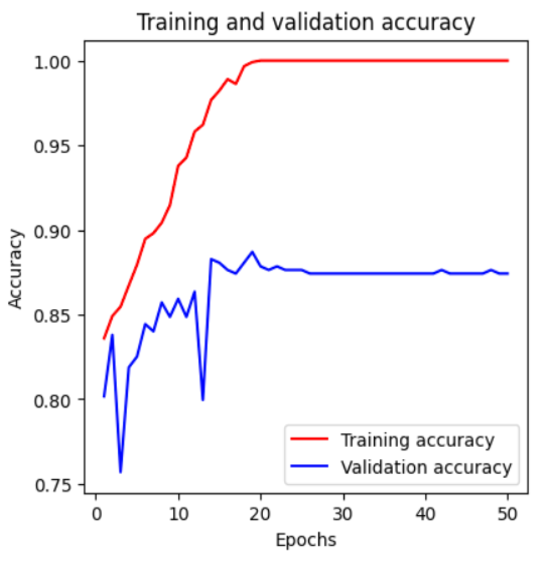 Training and validation accuracy
1.00
0.95
0.90
0.85
0.80
0.75
Accuracy
Training accuracy
Validation accuracy
0 10 20 30 40 50
Epochs